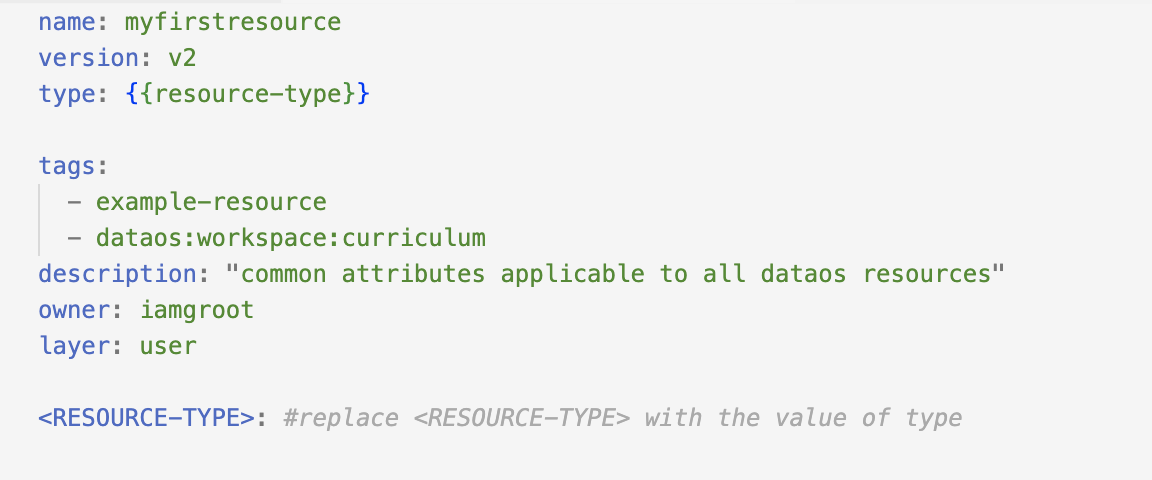 name: myfirstresource
version: v2
type: {{resource-type}}
tags:
- example-resource
- dataos:workspace:curriculum
description: "common attributes applicable to all dataos resources"
owner: iamgroot
layer: user
<RESOURCE-TYPE>: #replace <RESOURCE-TYPE> with the value of type